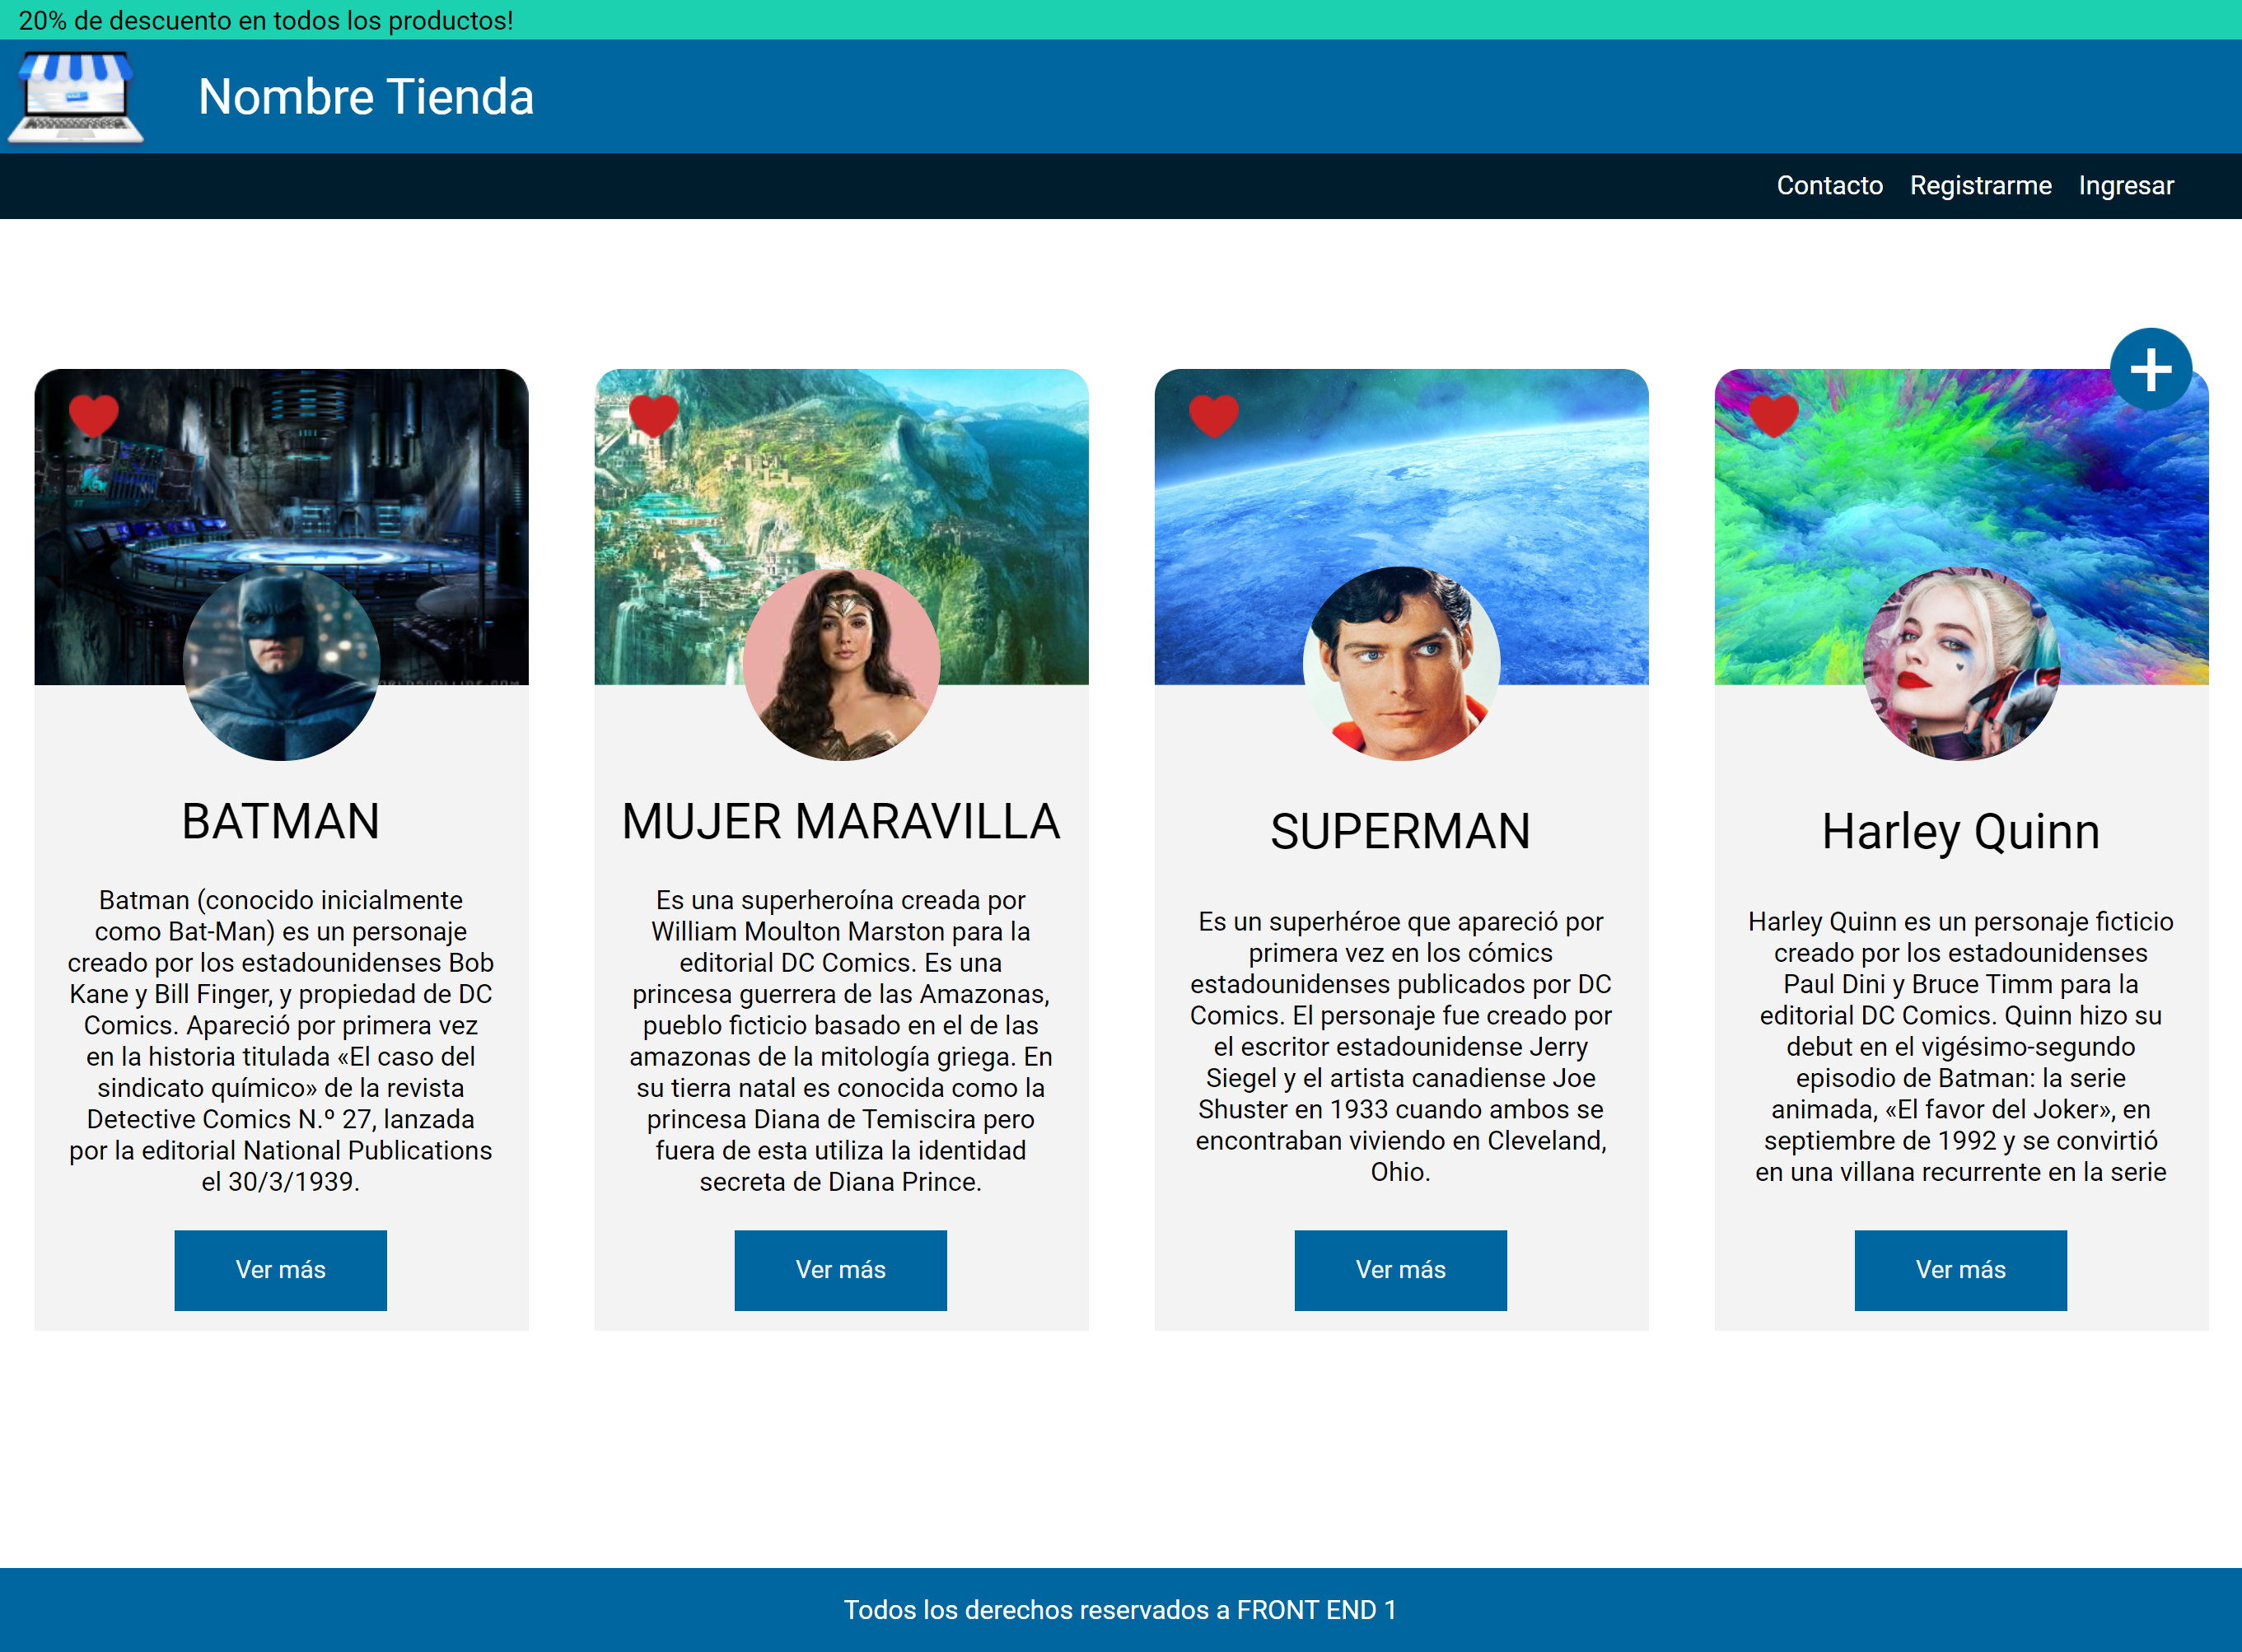 20% de descuento en todos los productos!
Nombre Tienda
Contacto Registrarme Ingresar
BATMAN
Batman (conocido inicialmente
como Bat-Man) es un personaje
creado por los estadounidenses Bob
Kane y Bill Finger, y propiedad de DC
Comics. Apareció por primera vez
en la historia titulada «El caso del
sindicato químico» de la revista
Detective Comics N.º 27, lanzada
por la editorial National Publications
el 30/3/1939.
Ver más
MUJER MARAVILLA
Es una superheroína creada por
William Moulton Marston para la
editorial DC Comics. Es una
princesa guerrera de las Amazonas,
pueblo ficticio basado en el de las
amazonas de la mitología griega. En
su tierra natal es conocida como la
princesa Diana de Temiscira pero
fuera de esta utiliza la identidad
secreta de Diana Prince.
Ver más
SUPERMAN
Es un superhéroe que apareció por
primera vez en los cómics
estadounidenses publicados por DC
Comics. El personaje fue creado por
el escritor estadounidense Jerry
Siegel y el artista canadiense Joe
Shuster en 1933 cuando ambos se
encontraban viviendo en Cleveland,
Ohio.
Ver más
Harley Quinn
Harley Quinn es un personaje ficticio
creado por los estadounidenses
Paul Dini y Bruce Timm para la
editorial DC Comics. Quinn hizo su
debut en el vigésimo-segundo
episodio de Batman: la serie
animada, «El favor del Joker», en
septiembre de 1992 y se convirtió
en una villana recurrente en la serie
Ver más
Todos los derechos reservados a FRONT END 1